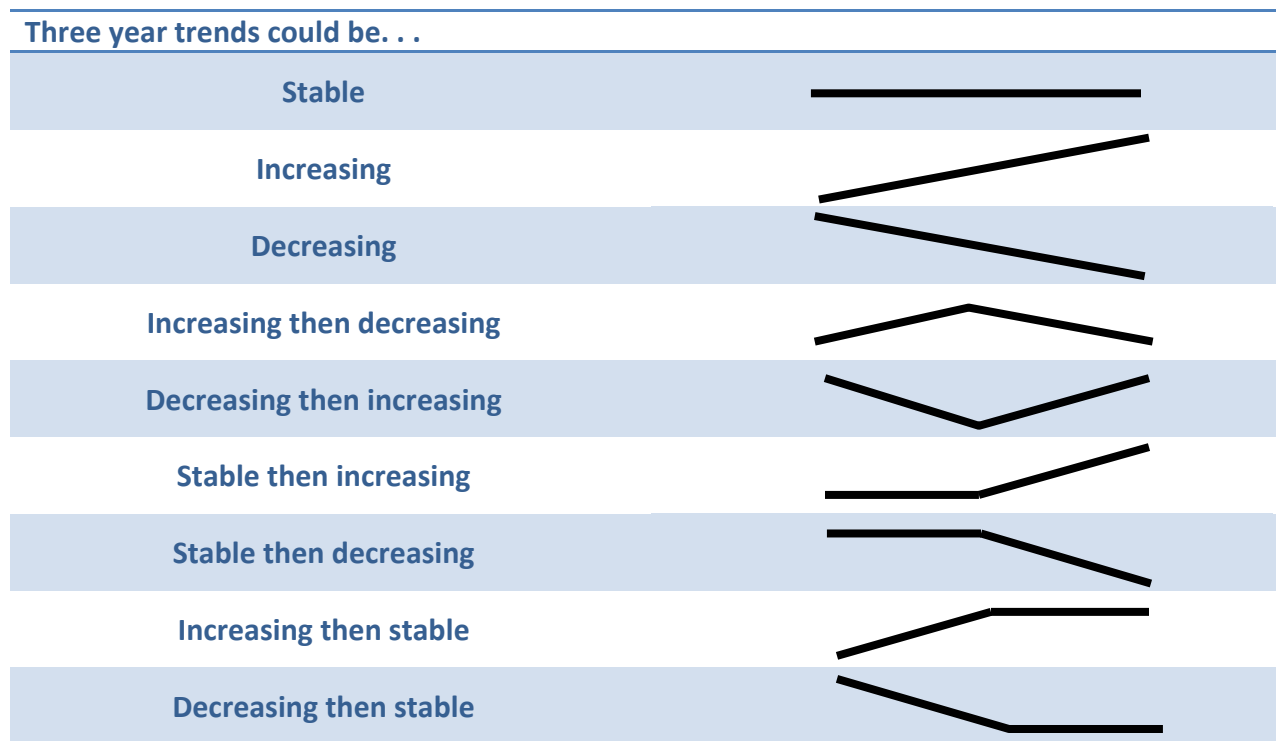 Three year trends could be. . .
Stable
Increasing
Decreasing
Increasing then decreasing
Decreasing then increasing
Stable then increasing
Stable then decreasing
Increasing then stable
Decreasing then stable